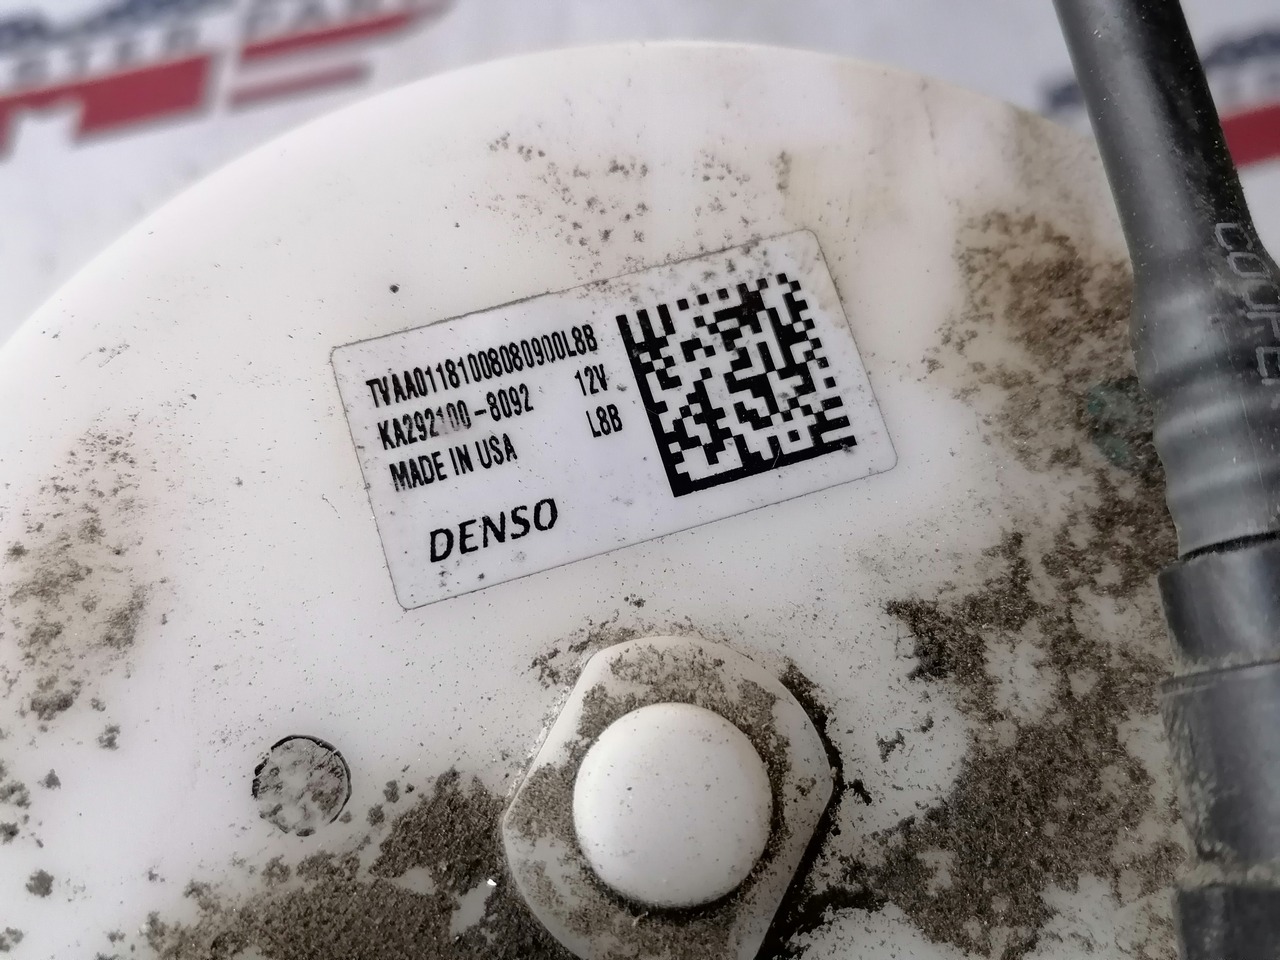 TVAA01181008080900L8B
KA292100-8092 12V
MADE IN USA L8B
DENSO